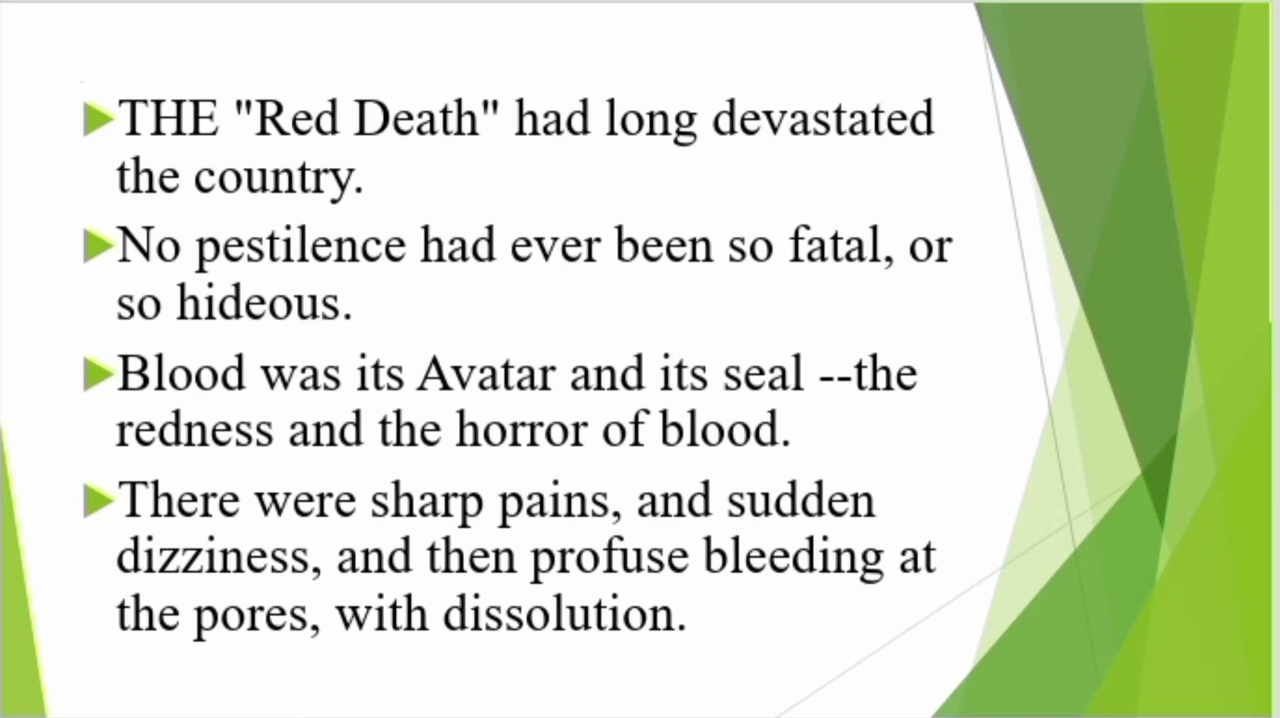 THE "Red Death" had long devastated
the country.
No pestilence had ever been so fatal, or
so hideous.
Blood was its Avatar and its seal --the
redness and the horror of blood.
There were sharp pains, and sudden
dizziness, and then profuse bleeding at
the pores, with dissolution.